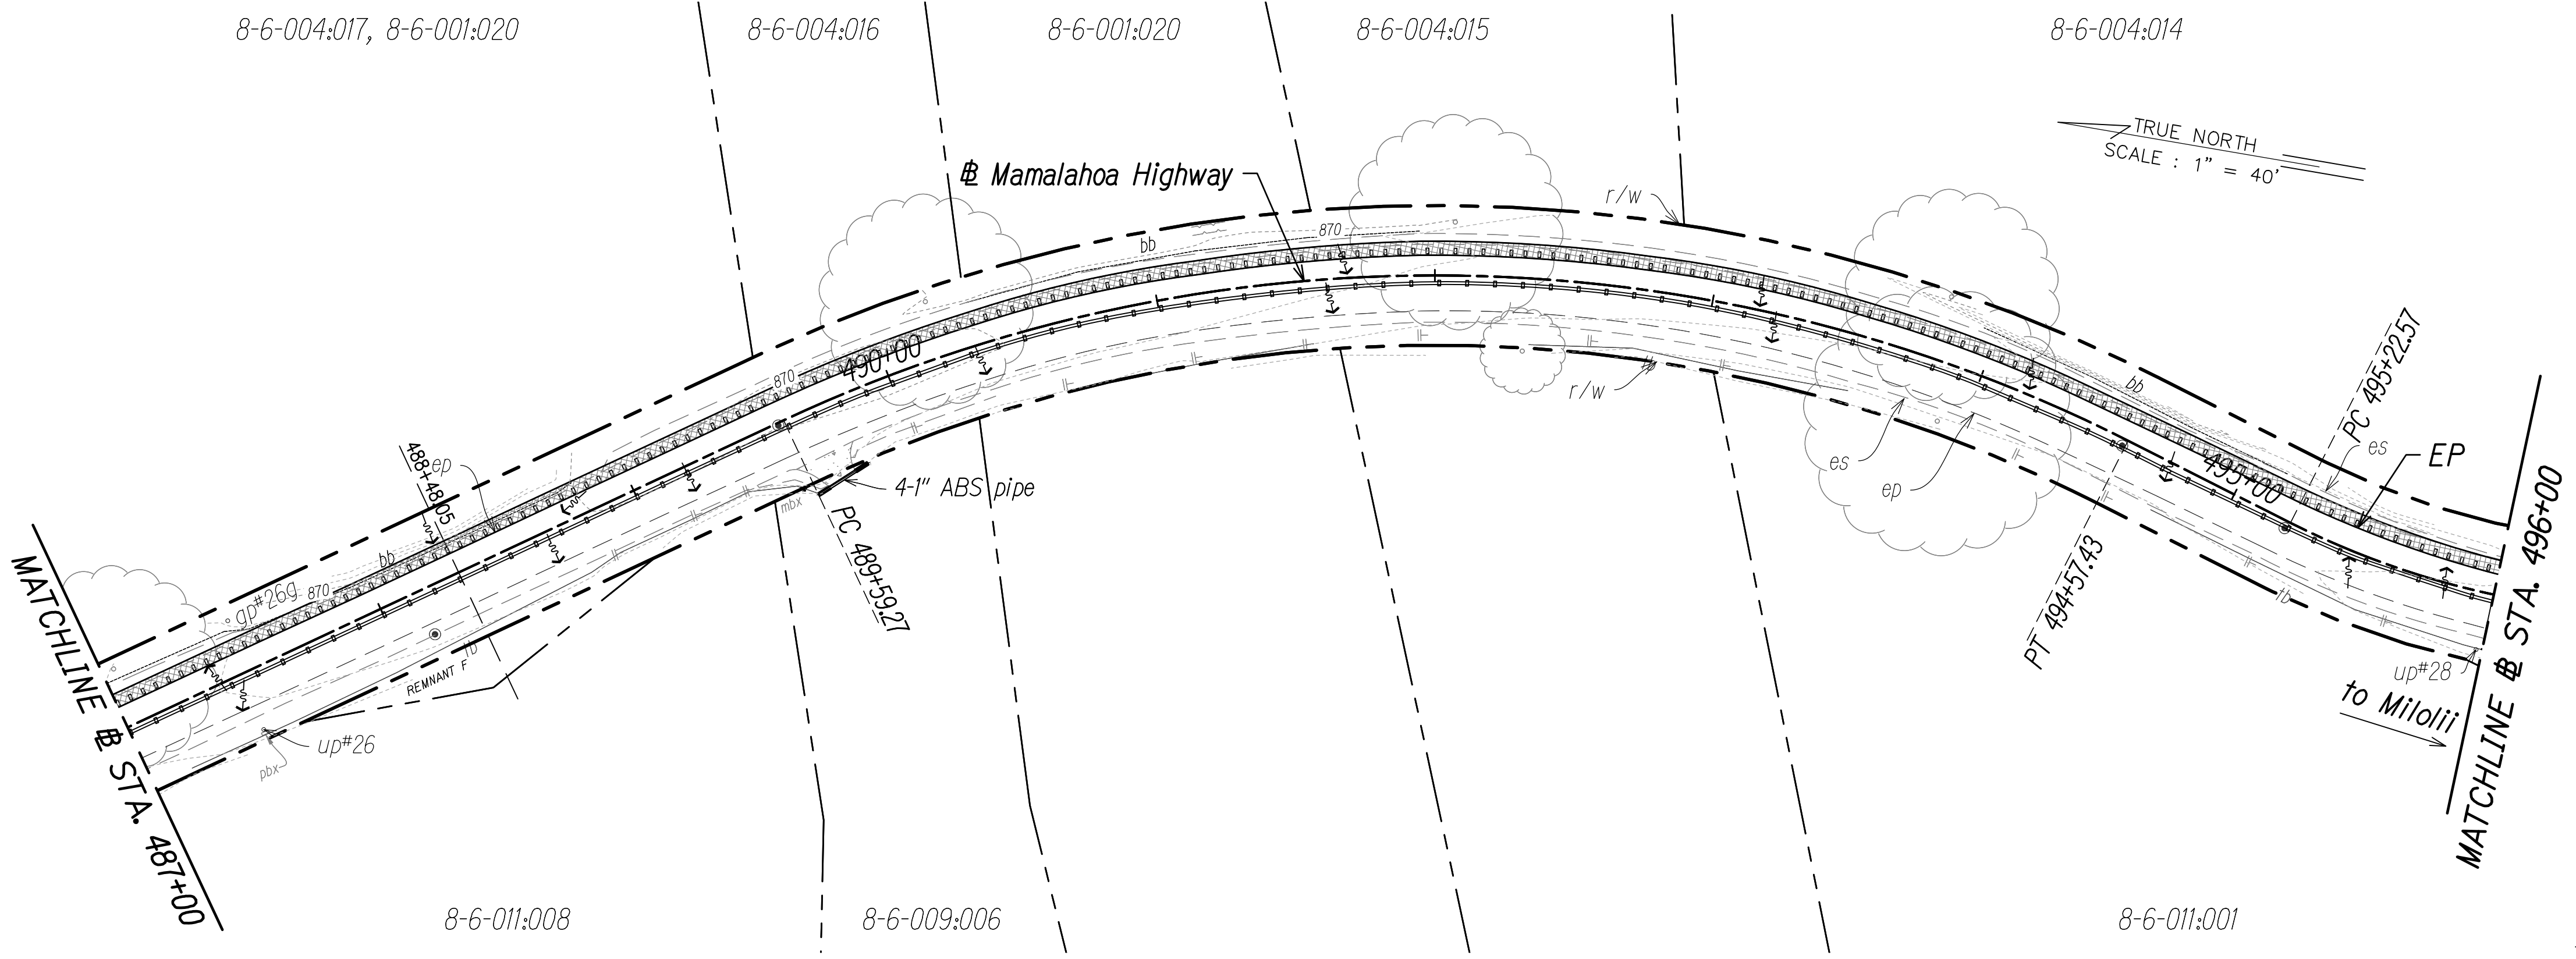 8-6-004:017, 8-6-001:020
8-6-004:016
8-6-001:020
8-6-004:015
8-6-004:014
TRUE NORTH
SCALE : 1" = 40'
℄ Mamalahoa Highway
r/w
bb
870
490+00
870
r/w
488+48.05
ep
4-1" ABS pipe
mbx
PC 489+59.27
es
ep
bb
PC 495+22.57
es
EP
495+00
PT 494+57.43
bb
gp#26g
870
tb
REMNANT F
up#26
pbx
tb
up#28
to Milolii
MATCHLINE ℄ STA. 487+00
MATCHLINE ℄ STA. 496+00
8-6-011:008
8-6-009:006
8-6-011:001